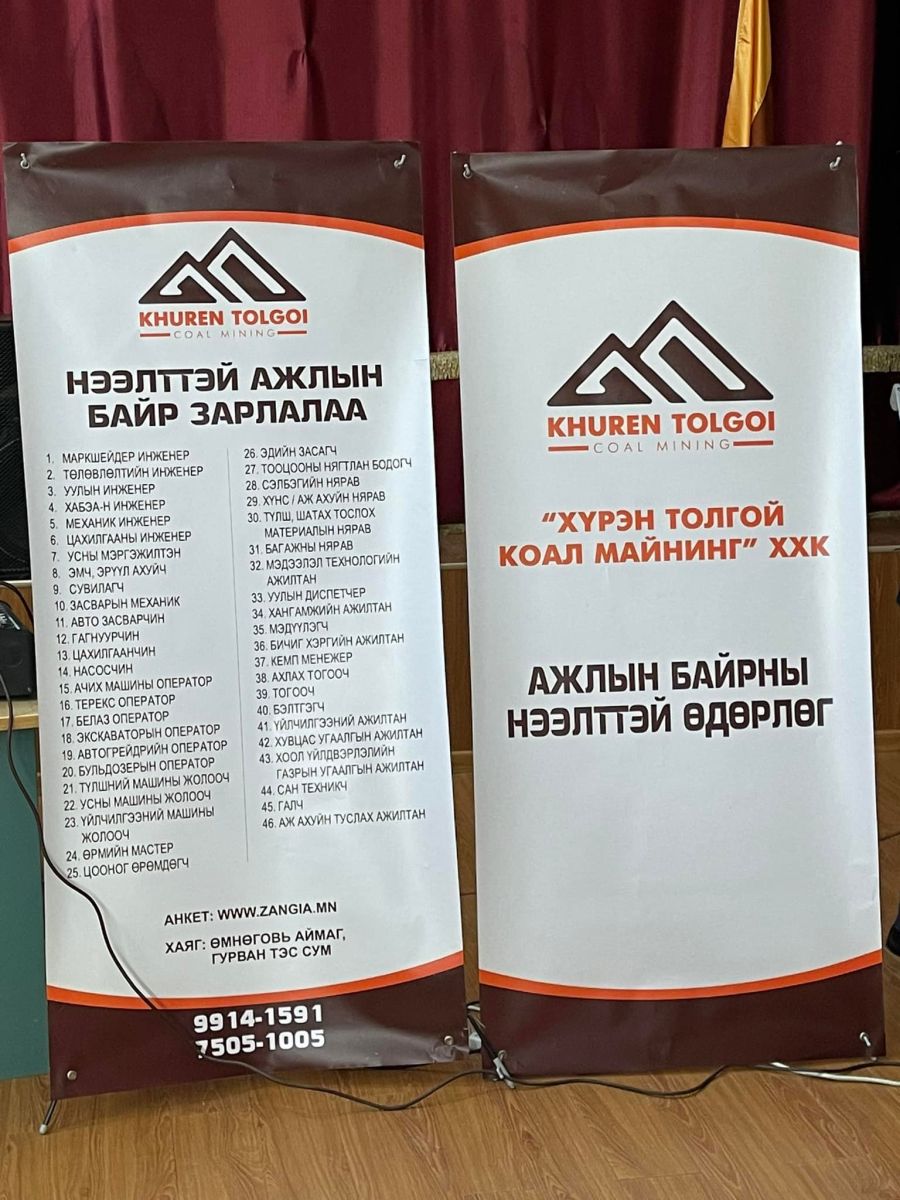 KHUREN TOLGOI
COAL MINING
НЭЭЛТТЭЙ АЖЛЫН
БАЙР ЗАРЛАЛАА
1. МАРКШЕЙДЕР ИНЖЕНЕР
2. ТӨЛӨВЛӨЛТИЙН ИНЖЕНЕР
3. УУЛЫН ИНЖЕНЕР
4. ХАБЭА-Н ИНЖЕНЕР
5. МЕХАНИК ИНЖЕНЕР
6. ЦАХИЛГААНЫ ИНЖЕНЕР
7. УСНЫ МЭРГЭЖИЛТЭН
8. ЭМЧ, ЭРҮҮЛ АХУЙЧ
9. СУВИЛАГЧ
10. ЗАСВАРЫН МЕХАНИК
11. АВТО ЗАСВАРЧИН
12. ГАГНУУРЧИН
13. ЦАХИЛГААНЧИН
14. НАСОСЧИН
15. АЧИХ МАШИНЫ ОПЕРАТОР
16. ТЕРЕКС ОПЕРАТОР
17. БЕЛАЗ ОПЕРАТОР
18. ЭКСКАВАТОРЫН ОПЕРАТОР
19. АВТОГРЕЙДРИЙН ОПЕРАТОР
20. БУЛЬДОЗЕРЫН ОПЕРАТОР
21. ТҮЛШНИЙ МАШИНЫ ЖОЛООЧ
22. УСНЫ МАШИНЫ ЖОЛООЧ
23. ҮЙЛЧИЛГЭЭНИЙ МАШИНЫ
ЖОЛООЧ
24. ӨРМИЙН МАСТЕР
25. ЦООНОГ ӨРӨМДӨГЧ
26. ЭДИЙН ЗАСАГЧ
27. ТООЦООНЫ НЯГТЛАН БОДОГЧ
28. СЭЛБЭГИЙН НЯРАВ
29. ХҮНС / АЖ АХУЙН НЯРАВ
30. ТҮЛШ, ШАТАХ ТОСЛОХ
МАТЕРИАЛЫН НЯРАВ
31. БАГАЖНЫ НЯРАВ
32. МЭДЭЭЛЭЛ ТЕХНОЛОГИЙН
АЖИЛТАН
33. УУЛЫН ДИСПЕТЧЕР
34. ХАНГАМЖИЙН АЖИЛТАН
35. МЭДҮҮЛЭГЧ
36. БИЧИГ ХЭРГИЙН АЖИЛТАН
37. КЕМП МЕНЕЖЕР
38. АХЛАХ ТОГООЧ
39. ТОГООЧ
40. БЭЛТГЭГЧ
41. ҮЙЛЧИЛГЭЭНИЙ АЖИЛТАН
42. ХУВЦАС УГААЛГЫН АЖИЛТАН
43. ХООЛ ҮЙЛДВЭРЛЭЛИЙН
ГАЗРЫН УГААЛГЫН АЖИЛТАН
44. САН ТЕХНИКЧ
45. ГАЛЧ
46. АЖ АХУЙН ТУСЛАХ АЖИЛТАН
АНКЕТ: WWW.ZANGIA.MN
ХАЯГ: ӨМНӨГОВЬ АЙМАГ,
ГУРВАН ТЭС СУМ
9914-1591
7505-1005
KHUREN TOLGOI
COAL MINING
“ХҮРЭН ТОЛГОЙ
КОАЛ МАЙНИНГ” ХХК
АЖЛЫН БАЙРНЫ
НЭЭЛТТЭЙ ӨДӨРЛӨГ